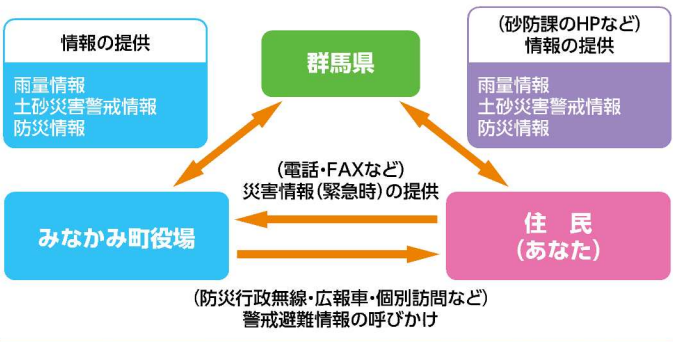 情報の提供
雨量情報
土砂災害警戒情報
防災情報
群馬県
(砂防課のHPなど)
情報の提供
雨量情報
土砂災害警戒情報
防災情報
(電話・FAXなど)
災害情報(緊急時)の提供
みなかみ町役場
住　民
(あなた)
(防災行政無線・広報車・個別訪問など)
警戒避難情報の呼びかけ